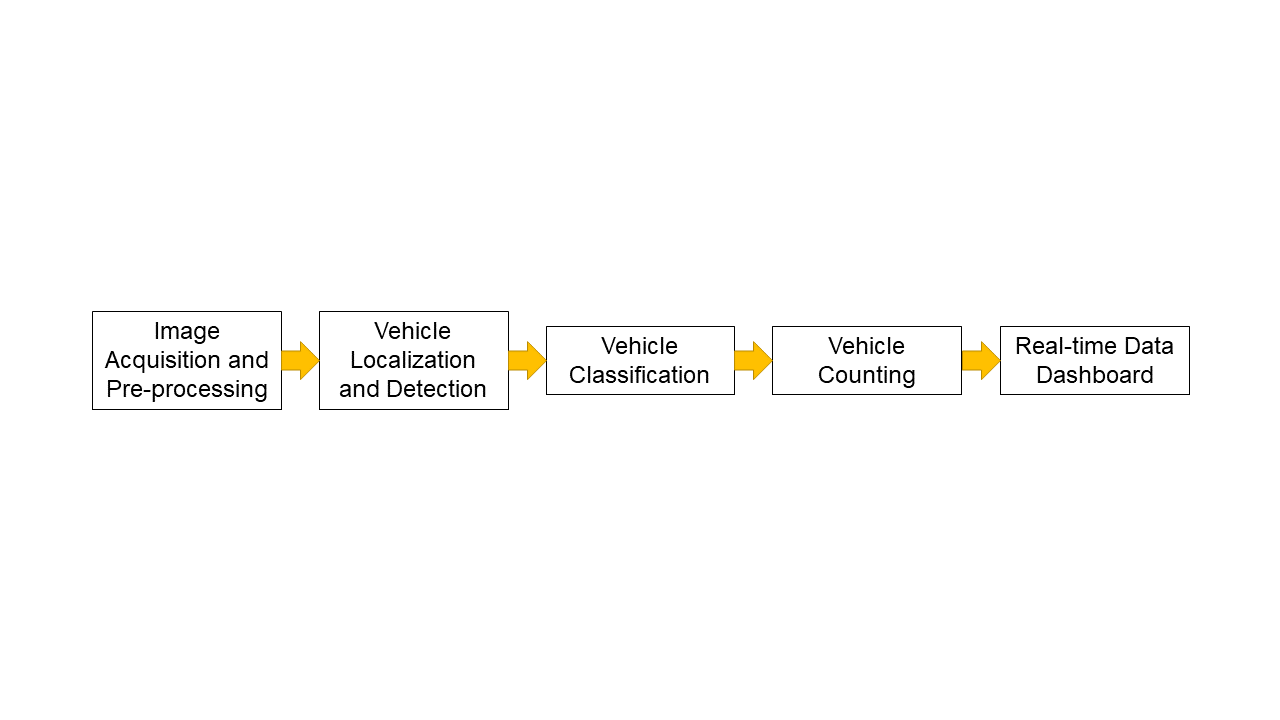 Image
Acquisition and
Pre-processing
Vehicle
Localization
and Detection
Vehicle
Classification
Vehicle
Counting
Real-time Data
Dashboard